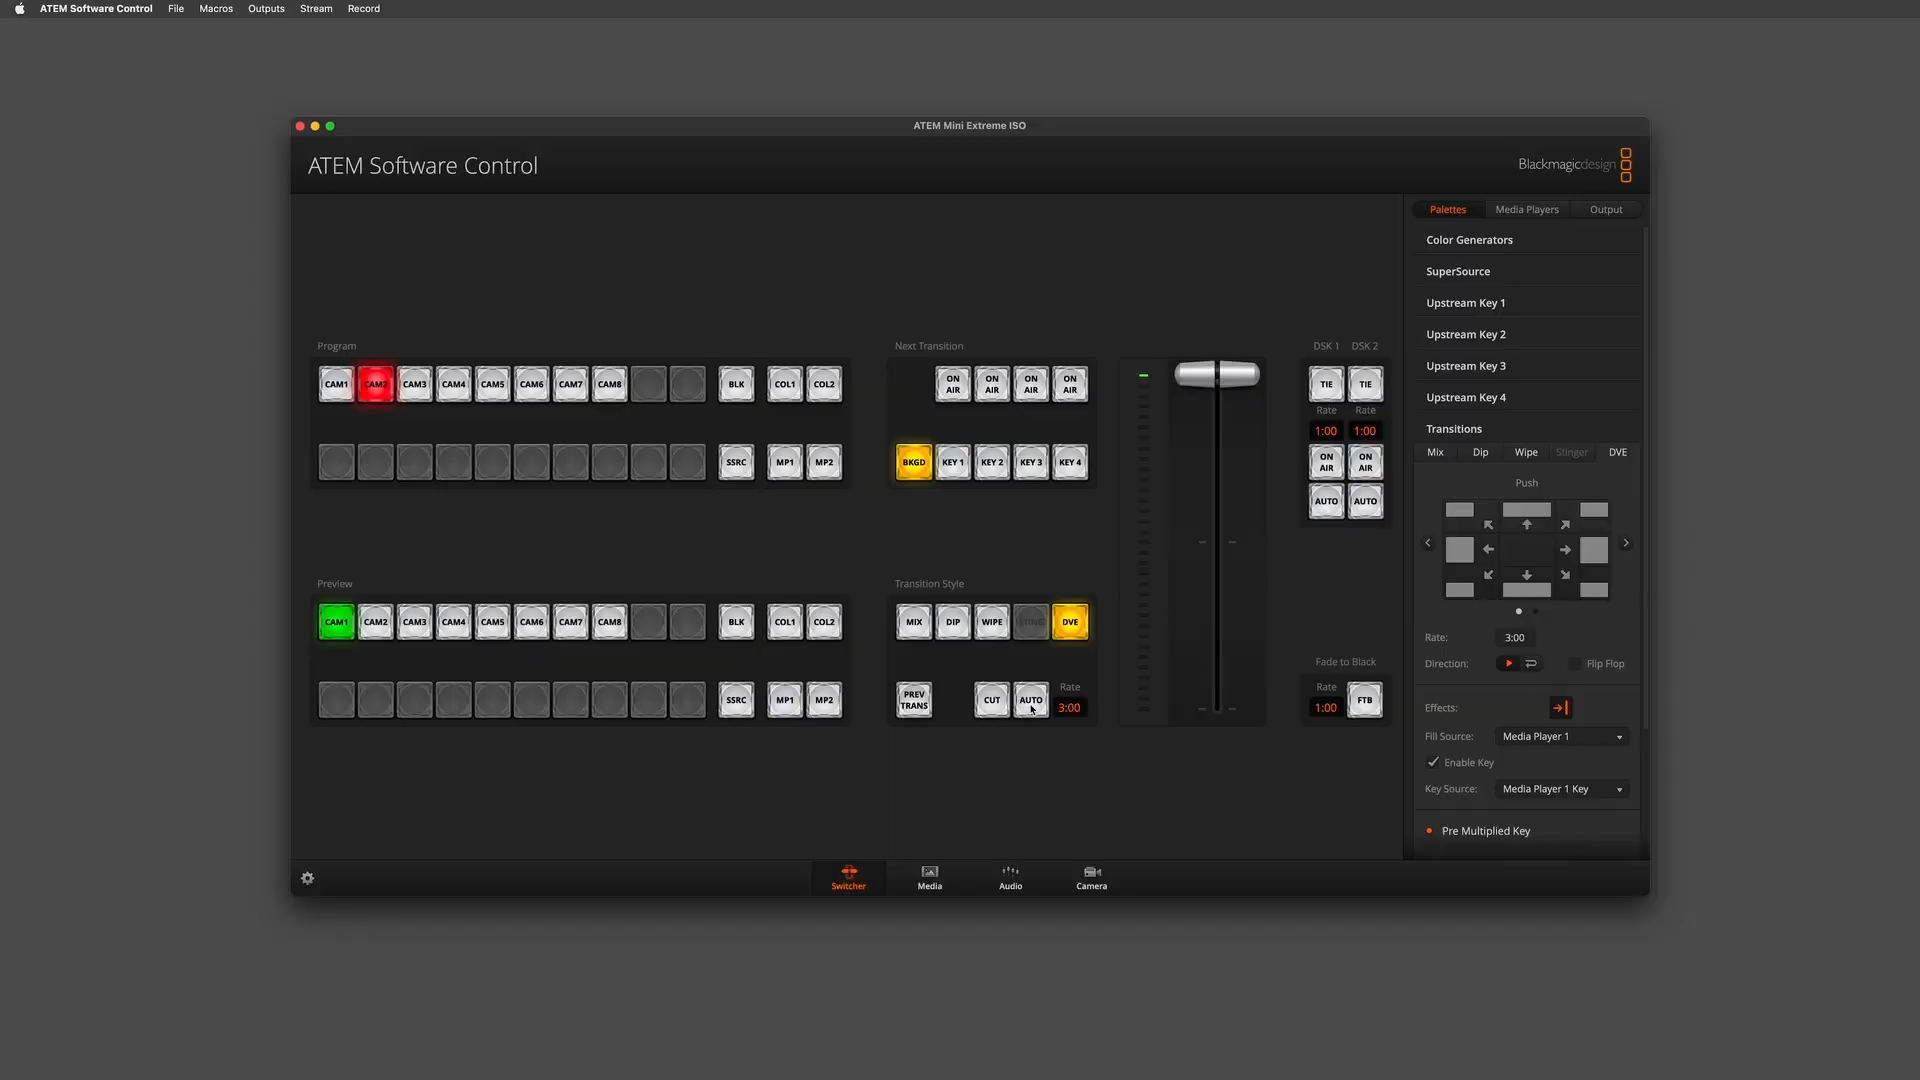 ATEM Software Control File Macros Outputs Stream Record
ATEM Mini Extreme ISO
ATEM Software Control
Blackmagicdesign
Palettes Media Players Output
Color Generators
SuperSource
Upstream Key 1
Upstream Key 2
Upstream Key 3
Upstream Key 4
Transitions
Mix Dip Wipe Stinger DVE
Push
Rate: 3:00
Direction: Flip Flop
Effects:
Fill Source: Media Player 1
Enable Key
Key Source: Media Player 1 Key
Pre Multiplied Key
Program
CAM1 CAM2 CAM3 CAM4 CAM5 CAM6 CAM7 CAM8 BLK COL1 COL2
SSRC MP1 MP2
Next Transition
ON AIR ON AIR ON AIR ON AIR
BKGD KEY 1 KEY 2 KEY 3 KEY 4
DSK 1 DSK 2
TIE TIE
Rate Rate
1:00 1:00
ON AIR ON AIR
AUTO AUTO
Preview
CAM1 CAM2 CAM3 CAM4 CAM5 CAM6 CAM7 CAM8 BLK COL1 COL2
SSRC MP1 MP2
Transition Style
MIX DIP WIPE STING DVE
PREV TRANS CUT AUTO Rate 3:00
Fade to Black
Rate
1:00 FTB
Switcher Media Audio Camera